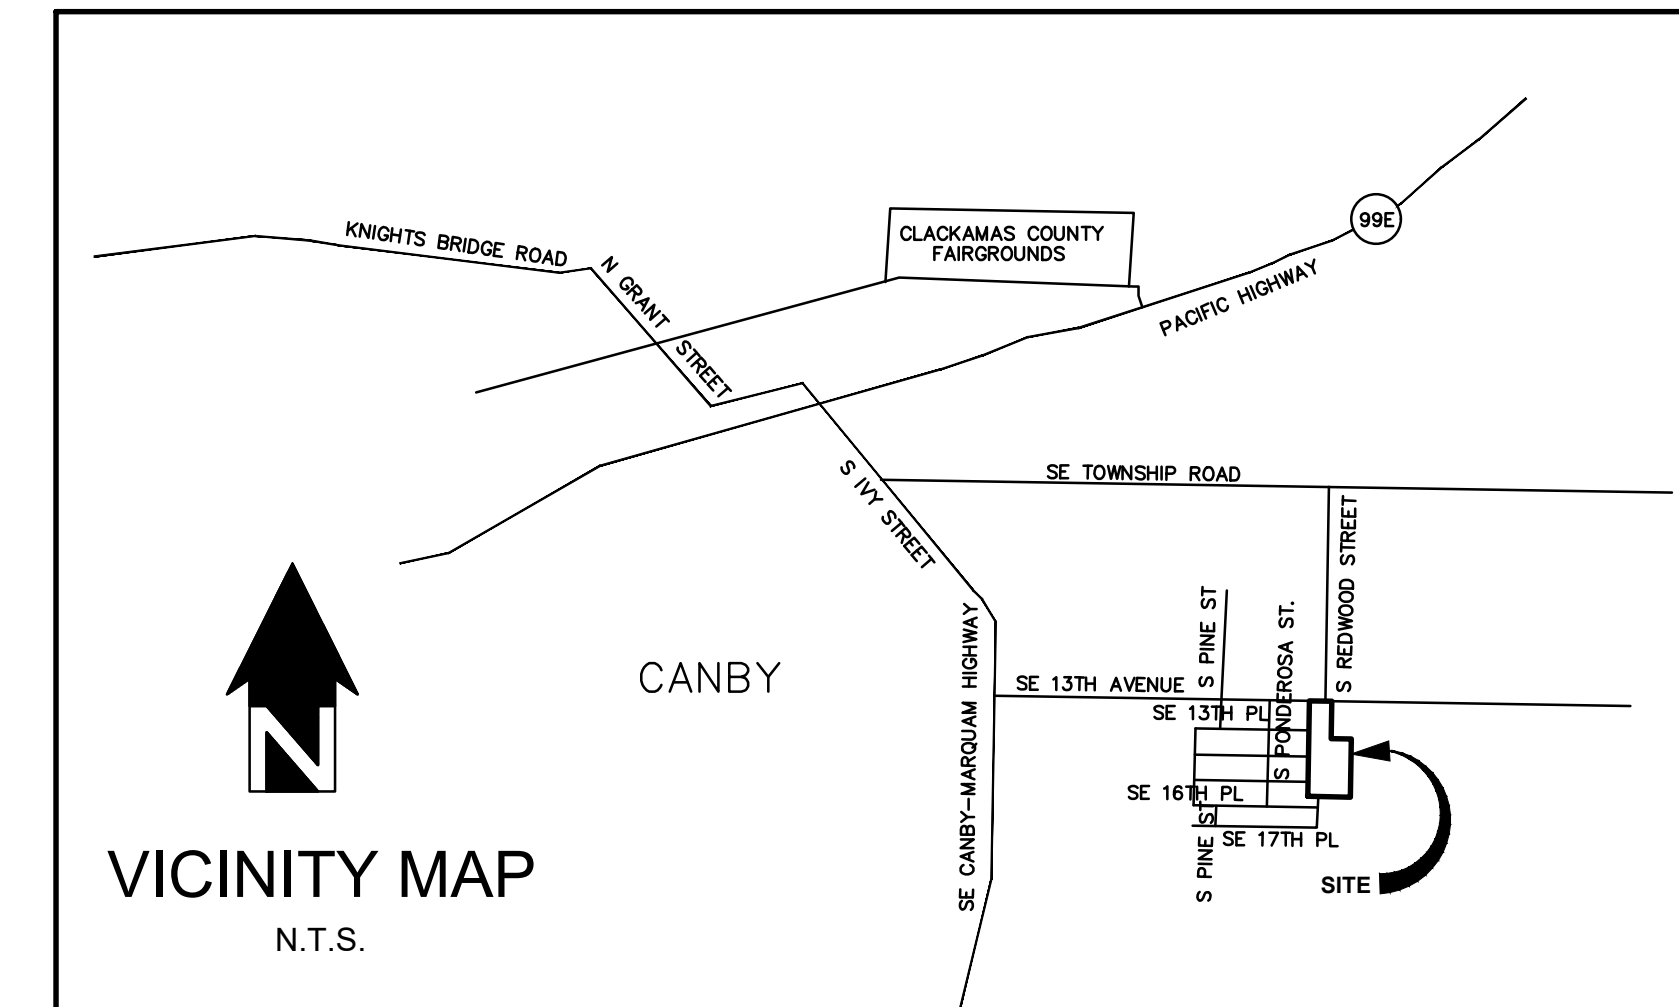 KNIGHTS BRIDGE ROAD
N GRANT STREET
CLACKAMAS COUNTY
FAIRGROUNDS
99E
PACIFIC HIGHWAY
SE TOWNSHIP ROAD
S IVY STREET
S REDWOOD STREET
S PINE ST
S PONDEROSA ST.
SE CANBY-MARQUAM HIGHWAY
CANBY
SE 13TH AVENUE
SE 13TH PL
SE 16TH PL
S PINE ST
SE 17TH PL
SITE
N
VICINITY MAP
N.T.S.